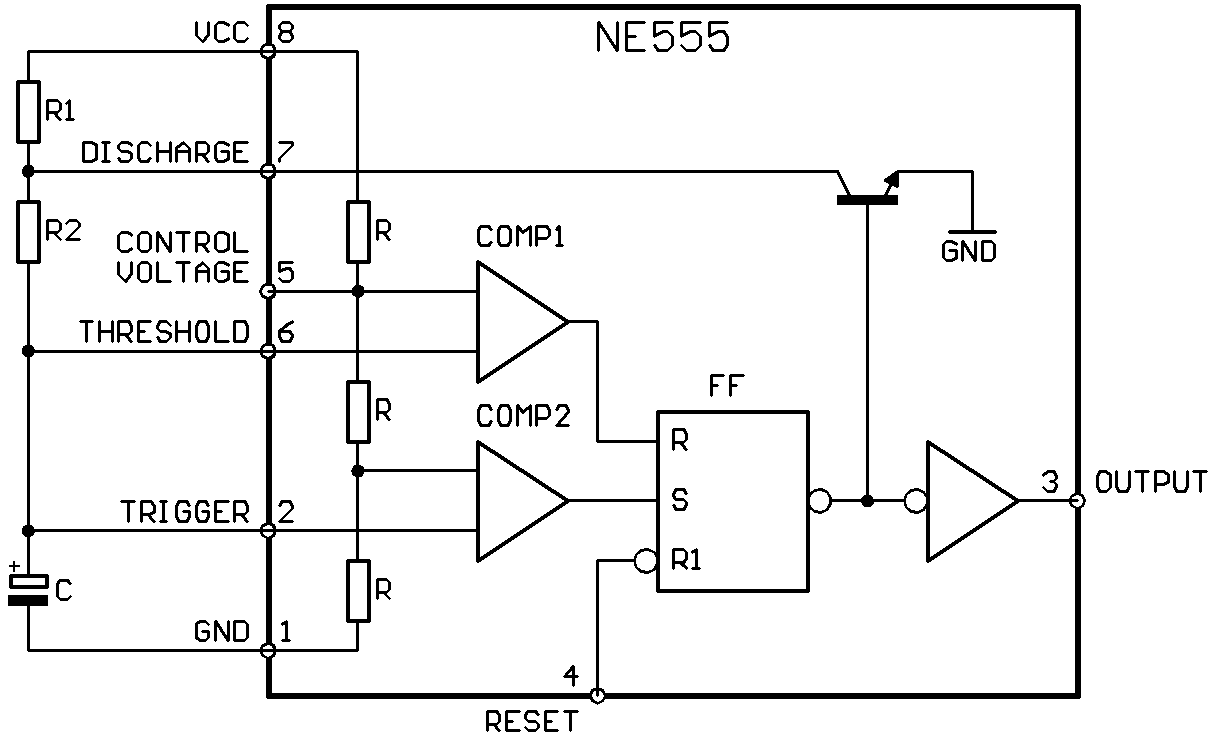 VCC 8
NE555
R1
DISCHARGE 7
R2
R
CONTROL
VOLTAGE 5
COMP1
GND
THRESHOLD 6
R
COMP2
FF
R
S
R1
TRIGGER 2
3 OUTPUT
+
C
R
GND 1
4
RESET